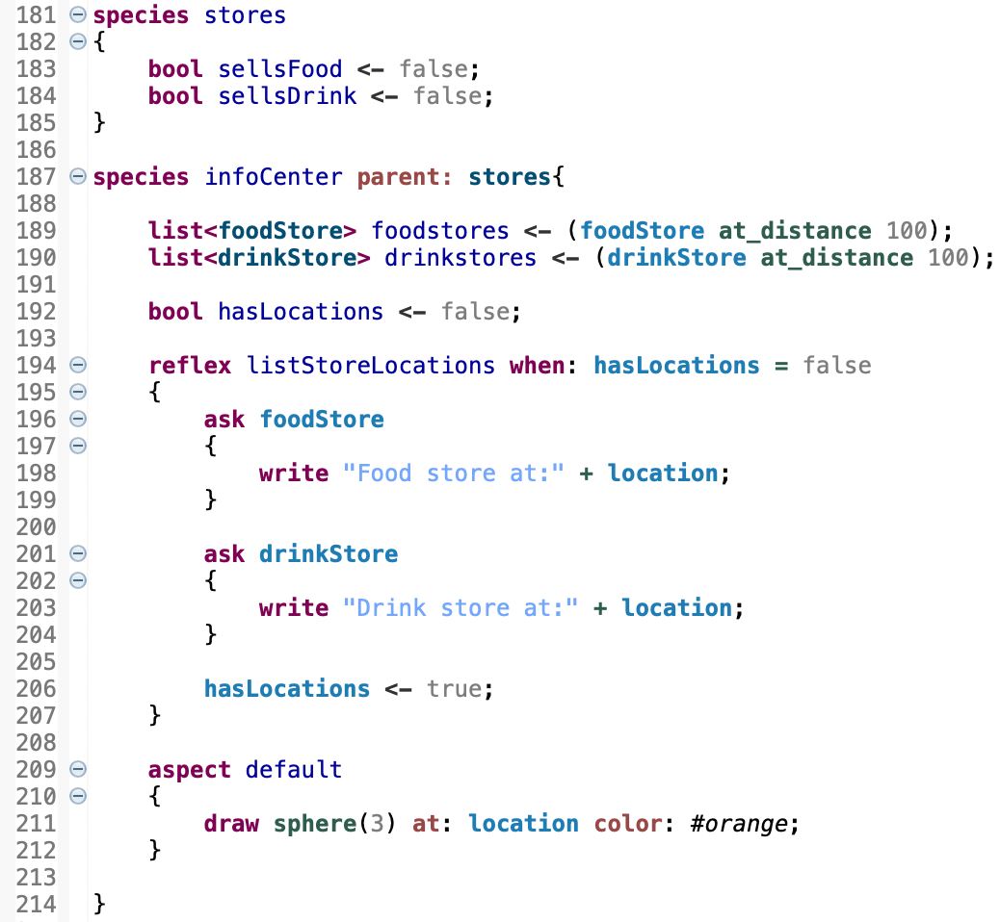 181 species stores
182 {
183     bool sellsFood <- false;
184     bool sellsDrink <- false;
185 }
186
187 species infoCenter parent: stores{
188
189     list<foodStore> foodstores <- (foodStore at_distance 100);
190     list<drinkStore> drinkstores <- (drinkStore at_distance 100);
191
192     bool hasLocations <- false;
193
194     reflex listStoreLocations when: hasLocations = false
195     {
196         ask foodStore
197         {
198             write "Food store at:" + location;
199         }
200
201         ask drinkStore
202         {
203             write "Drink store at:" + location;
204         }
205
206         hasLocations <- true;
207     }
208
209     aspect default
210     {
211         draw sphere(3) at: location color: #orange;
212     }
213
214 }